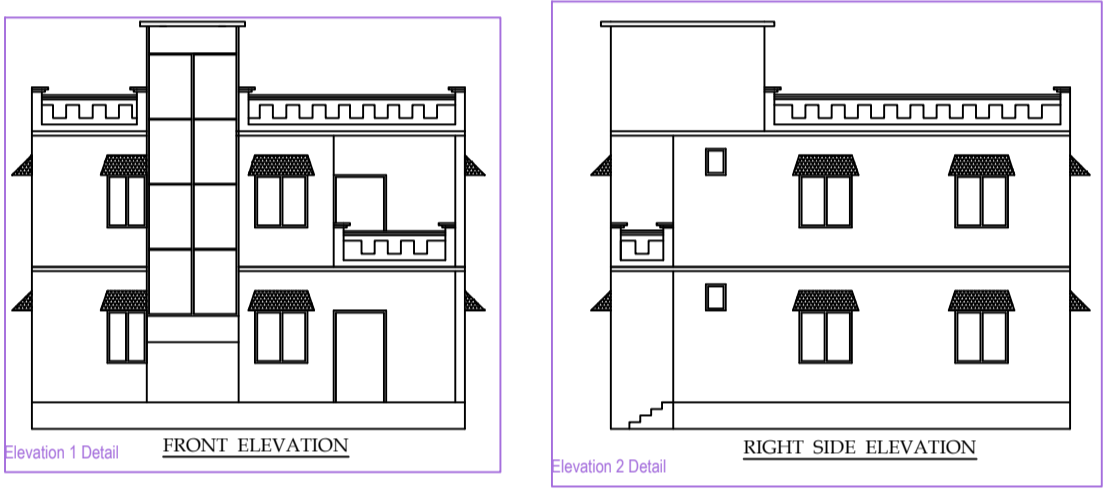 Elevation 1 Detail
FRONT ELEVATION
Elevation 2 Detail
RIGHT SIDE ELEVATION